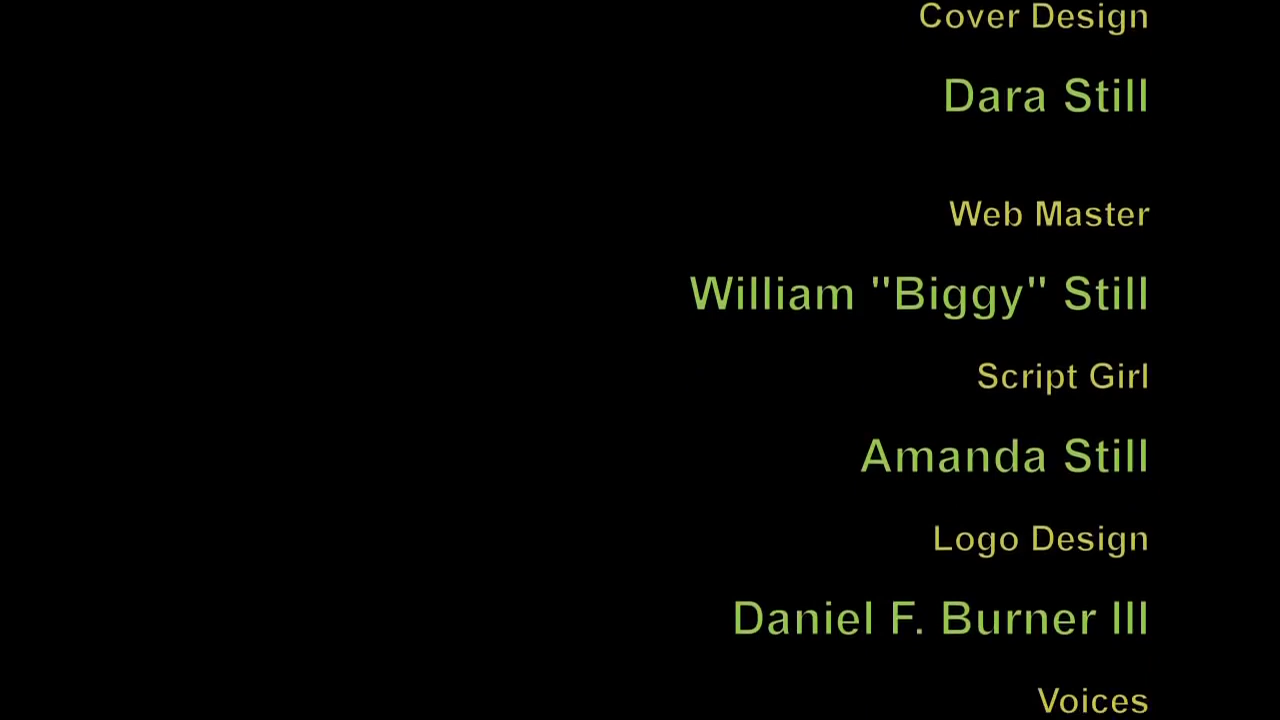 Cover Design
Dara Still
Web Master
William "Biggy" Still
Script Girl
Amanda Still
Logo Design
Daniel F. Burner III
Voices